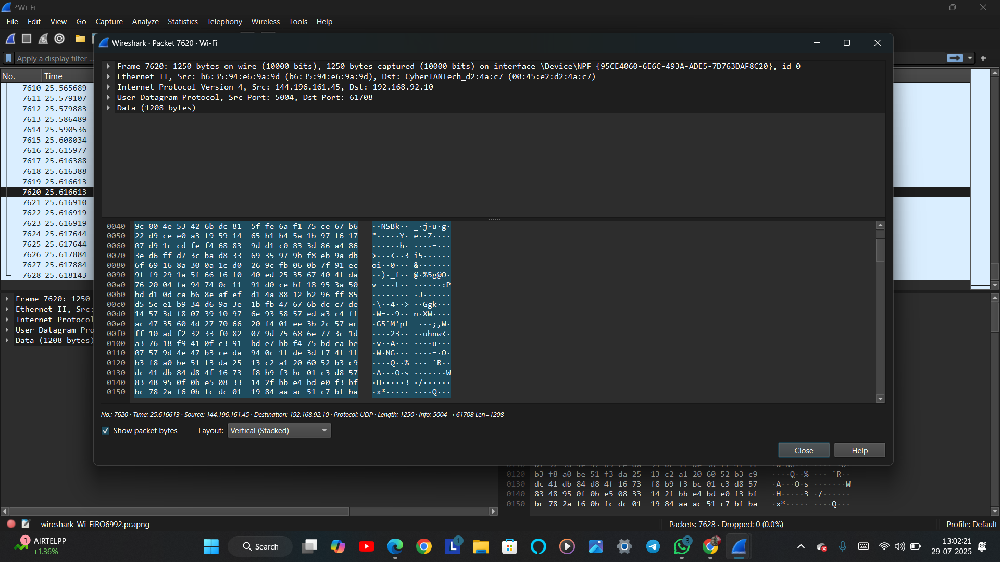 *Wi-Fi
File Edit View Go Capture Analyze Statistics Telephony Wireless Tools Help
Wireshark · Packet 7620 · Wi-Fi
Apply a display filter ...
Frame 7620: 1250 bytes on wire (10000 bits), 1250 bytes captured (10000 bits) on interface \Device\NPF_{95CE4060-6E6C-493A-ADE5-7D763DAF8C20}, id 0
Ethernet II, Src: b6:35:94:e6:9a:9d (b6:35:94:e6:9a:9d), Dst: CyberTANTech_d2:4a:c7 (00:45:e2:d2:4a:c7)
Internet Protocol Version 4, Src: 144.196.161.45, Dst: 192.168.92.10
User Datagram Protocol, Src Port: 5004, Dst Port: 61708
Data (1208 bytes)
No. Time
7610 25.565689
7611 25.579107
7612 25.579883
7613 25.586489
7614 25.590536
7615 25.608034
7616 25.615977
7617 25.616388
7618 25.616388
7619 25.616613
7620 25.616613
7621 25.616910
7622 25.616919
7623 25.616919
7624 25.617644
7625 25.617644
7626 25.617884
7627 25.617884
7628 25.618143
0040 9c 00 4e 53 42 6b dc 81 5f fe 6a f1 75 ce 67 b6 ··NSBk·· _·j·u·g·
0050 22 d9 ce e0 a3 f9 59 14 65 b1 b4 5a 1b 97 f6 17 "·····Y· e··Z····
0060 07 d9 1c cd fe f4 68 83 9d d1 c0 83 3d 86 a4 86 ······h· ····=···
0070 3e d6 ff d7 3c ba d8 33 69 35 97 9b f8 eb 9a db >···<··3 i5······
0080 6f 69 16 8a 30 0a 1c d0 26 9c fb 06 0b 7f 91 ec oi··0··· &·······
0090 9f f9 29 1a 5f 66 f6 f0 40 ed 25 35 67 40 4f da ··)·_f·· @·%5g@O·
00a0 76 20 04 fa 94 74 0c 11 91 d0 ce bf 18 95 3a 50 v ···t·· ······:P
00b0 bd d1 0d ca b6 8e af ef d1 4a 88 12 b2 96 ff 85 ········ ·J······
00c0 d5 5c e1 b9 34 d6 9a 3e 1b fb 47 67 6b dc c7 de ·\··4··> ··Ggk···
00d0 14 57 3d f8 07 39 10 97 6e 93 58 57 ed a3 c4 ff ·W=··9·· n·XW····
00e0 ac 47 35 60 4d 27 70 66 20 f4 01 ee 3b 2c 57 ac ·G5`M'pf ···;,W·
00f0 ff 10 ad f2 32 33 f0 82 07 9d 75 68 6e 77 3c 1d ····23·· ··uhnw<·
0100 a3 76 18 f9 41 0f c3 91 bd e7 bb f4 75 bd ca be ·v··A··· ····u···
0110 07 57 9d 4e 47 b3 ce da 94 0c 1f de 3d f7 4f 1f ·W·NG··· ····=·O·
0120 b3 f8 a0 be 51 f3 da 25 13 c2 a1 20 60 52 b3 c9 ····Q··% ··· `R··
0130 dc 41 db 84 d8 4f 16 73 f8 b9 f3 bc 01 c3 d8 57 ·A···O·s ·······W
0140 83 48 95 0f 0b e5 08 33 14 2f bb e4 bd e0 f3 bf ·H·····3 ·/······
0150 bc 78 2a f6 0b fc dc 01 19 84 aa ac 51 c7 bf ba ·x*····· ····Q···
No.: 7620 · Time: 25.616613 · Source: 144.196.161.45 · Destination: 192.168.92.10 · Protocol: UDP · Length: 1250 · Info: 5004 → 61708 Len=1208
Show packet bytes Layout: Vertical (Stacked)
Close Help
Frame 7620: 1250
Ethernet II, Src:
Internet Protocol
User Datagram Pro
Data (1208 bytes)
0120 b3 f8 a0 be 51 f3 da 25 13 c2 a1 20 60 52 b3 c9 ····Q··% ··· `R··
0130 dc 41 db 84 d8 4f 16 73 f8 b9 f3 bc 01 c3 d8 57 ·A···O·s ·······W
0140 83 48 95 0f 0b e5 08 33 14 2f bb e4 bd e0 f3 bf ·H·····3 ·/······
0150 bc 78 2a f6 0b fc dc 01 19 84 aa ac 51 c7 bf ba ·x*····· ····Q···
wireshark_Wi-FiRO6992.pcapng Packets: 7628 · Dropped: 0 (0.0%) Profile: Default
1 AIRTELPP
+1.36%
Search
L 1
3
13:02:21
29-07-2025